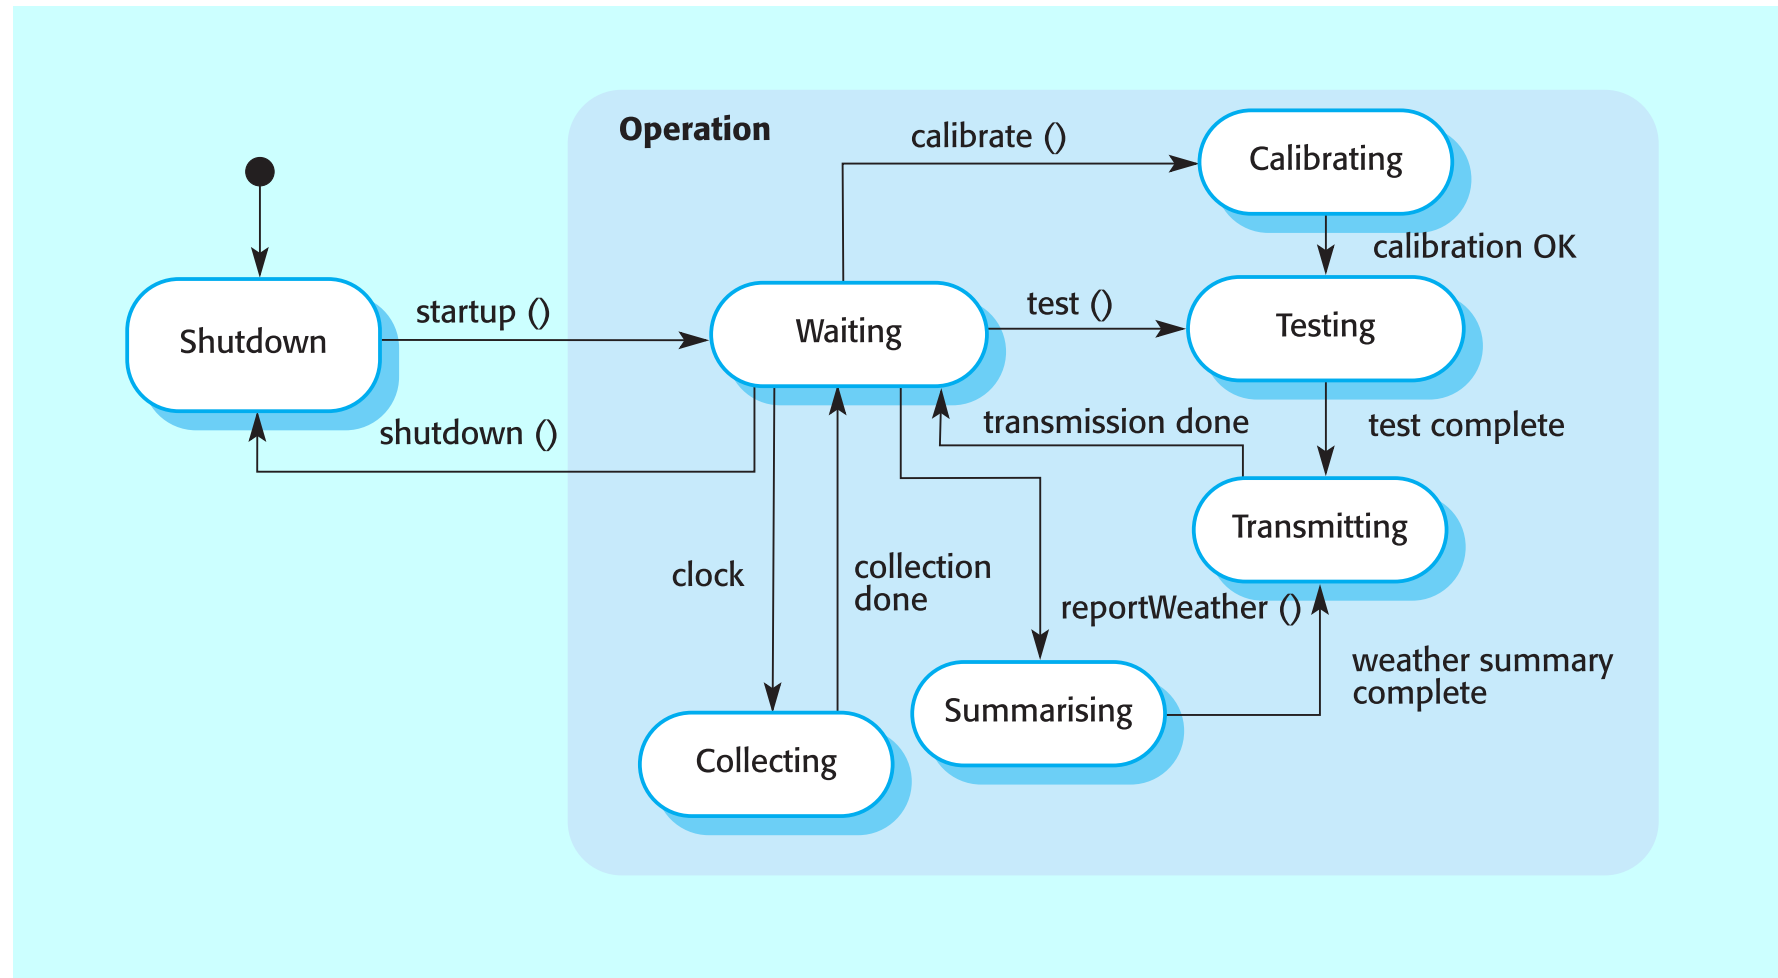 Operation
calibrate ()
Calibrating
calibration OK
startup ()
test ()
Shutdown
Waiting
Testing
shutdown ()
transmission done
test complete
Transmitting
clock
collection
done
reportWeather ()
weather summary
complete
Summarising
Collecting